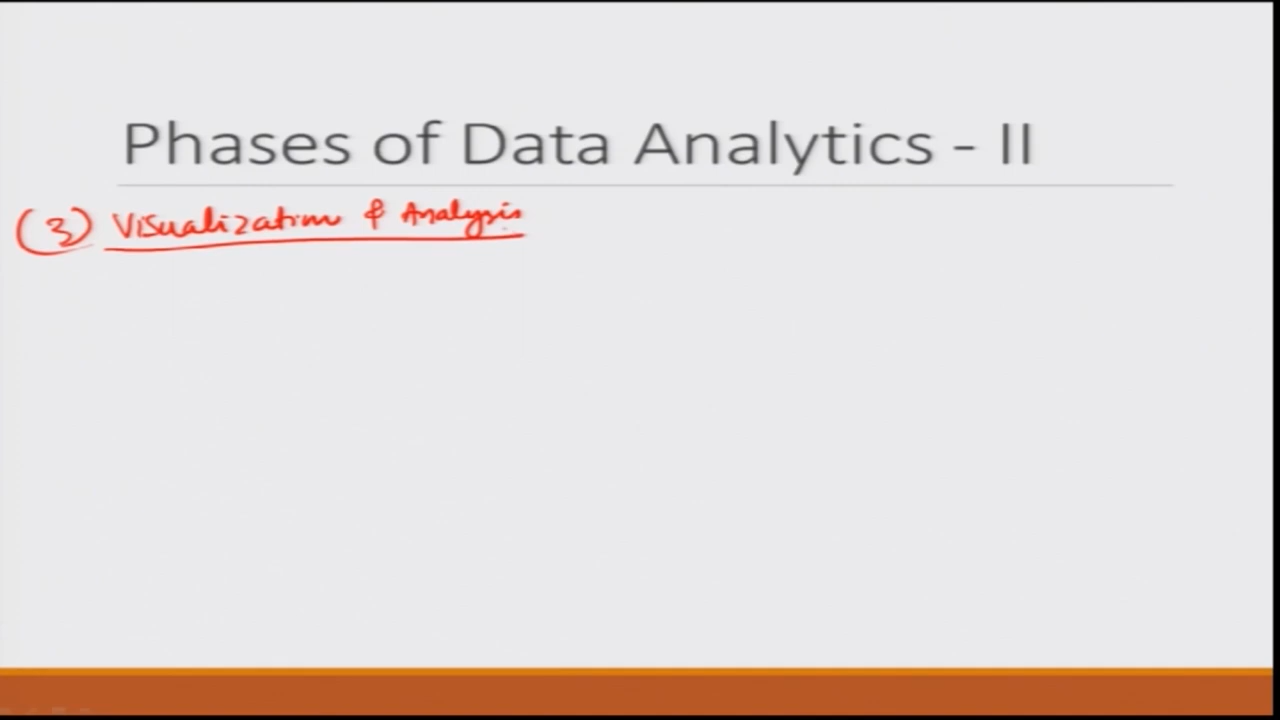 Phases of Data Analytics - II
(3) Visualization & Analysis